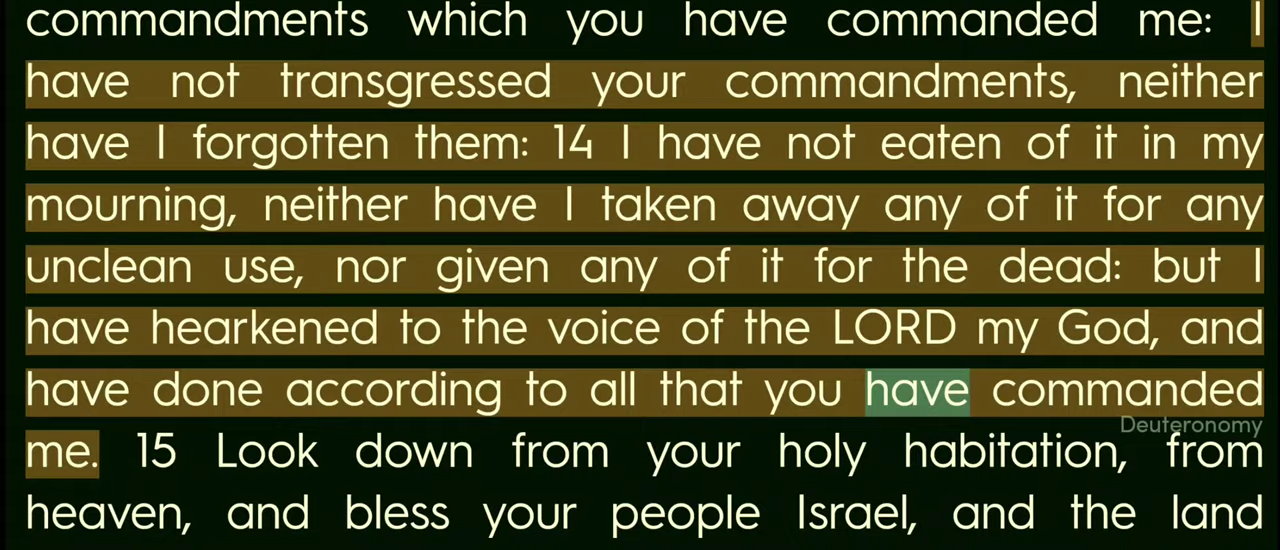 commandments which you have commanded me: I
have not transgressed your commandments, neither
have I forgotten them: 14 I have not eaten of it in my
mourning, neither have I taken away any of it for any
unclean use, nor given any of it for the dead: but I
have hearkened to the voice of the LORD my God, and
have done according to all that you have commanded
Deuteronomy
me. 15 Look down from your holy habitation, from
heaven, and bless your people Israel, and the land